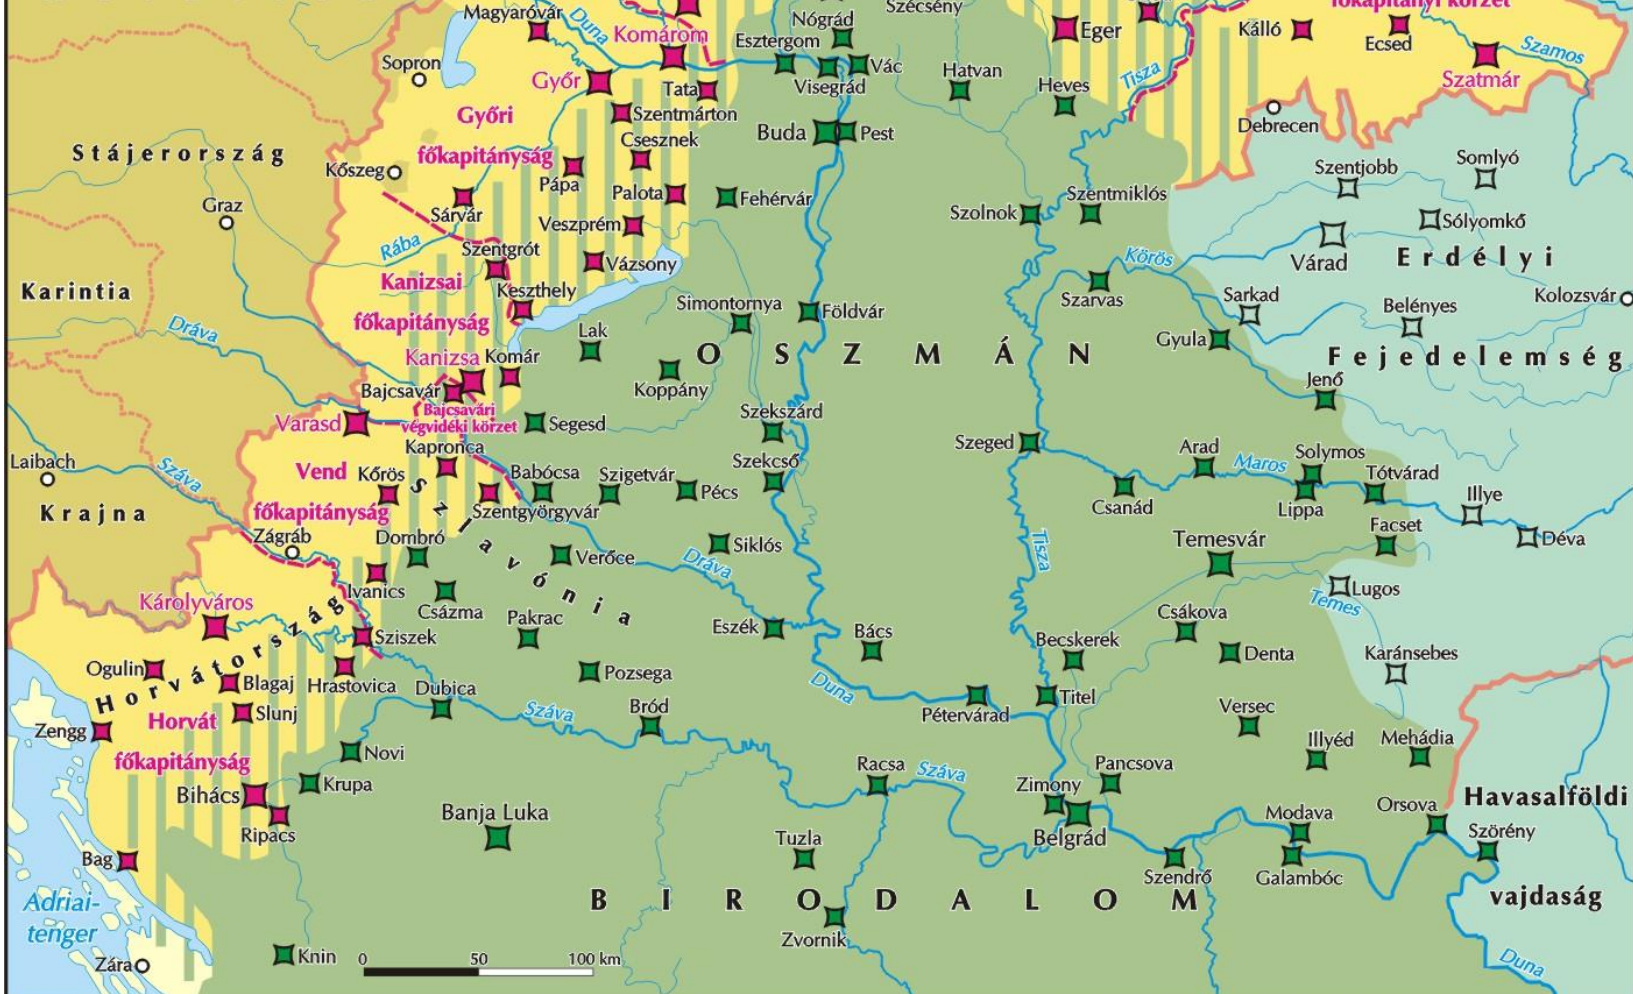 főkapitányi körzet
Szécsény
Magyaróvár
Duna
Nógrád
Komárom
Esztergom
Eger
Kálló
Ecsed
Szamos
Sopron
Győr
Visegrád
Vác
Hatvan
Heves
Tisza
Szatmár
Tata
Szentmárton
Győri
főkapitányság
Csesznek
Buda
Pest
Debrecen
Stájerország
Kőszeg
Pápa
Palota
Fehérvár
Szentjobb
Somlyó
Graz
Sárvár
Veszprém
Szolnok
Szentmiklós
Sólyomkő
Rába
Szentgrót
Vázsony
Körös
Várad
Erdélyi
Karintia
Kanizsai
főkapitányság
Keszthely
Simontornya
Földvár
Szarvas
Sarkad
Belényes
Kolozsvár
Dráva
Lak
OSZMÁN
Gyula
Fejedelemség
Kanizsa
Komár
Koppány
Jenő
Bajcsavár
Bajcsavári
végvidéki körzet
Varasd
Segesd
Szekszárd
Szeged
Kapronca
Laibach
Száva
Vend
főkapitányság
Kőrös
Babócsa
Szigetvár
Szekcső
Pécs
Arad
Maros
Solymos
Tótvárad
Csanád
Lippa
Illye
Krajna
Szentgyörgyvár
Szlavónia
Zágráb
Dombró
Verőce
Siklós
Dráva
Tisza
Temesvár
Facset
Déva
Ivanics
Csázma
Károlyváros
Pakrac
Eszék
Bács
Csákova
Lugos
Temes
Horvátország
Sziszek
Becskerek
Denta
Karánsebes
Ogulin
Blagaj
Hrastovica
Dubica
Pozsega
Duna
Titel
Slunj
Horvát
főkapitányság
Zengg
Száva
Bród
Pétervárad
Versec
Novi
Illyéd
Mehádia
Bihács
Krupa
Racsa
Száva
Zimony
Pancsova
Ripacs
Banja Luka
Belgrád
Modava
Orsova
Havasalföldi
vajdaság
Szörény
Bag
Tuzla
Szendrő
Galambóc
BIRODALOM
Adriai-
tenger
Zvornik
Zára
Knin
0 50 100 km
Duna